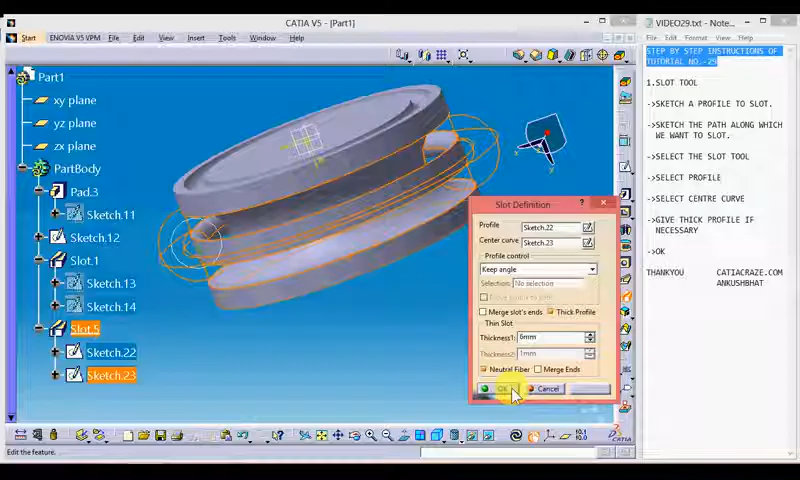 CATIA V5 - [Part1]
VIDEO29.txt - Note...
Start ENOVIA V5 VPM File Edit View Insert Tools Window Help
File Edit Format View Help
STEP BY STEP INSTRUCTIONS OF
TUTORIAL NO.-29
1.SLOT TOOL
->SKETCH A PROFILE TO SLOT.
->SKETCH THE PATH ALONG WHICH
WE WANT TO SLOT.
->SELECT THE SLOT TOOL
->SELECT PROFILE
->SELECT CENTRE CURVE
->GIVE THICK PROFILE IF
NECESSARY
->OK
THANKYOU CATIACRAZE.COM
ANKUSHBHAT
Part1
xy plane
yz plane
zx plane
PartBody
Pad.3
Sketch.11
Sketch.12
Slot.1
Sketch.13
Sketch.14
Slot.5
Sketch.22
Sketch.23
x
y
Slot Definition ?
Profile Sketch.22
Center curve Sketch.23
Profile control
Keep angle
Selection: No selection
Merge slot's ends Thick Profile
Thin Slot
Thickness1: 6mm
Thickness2: 1mm
Neutral Fiber Merge Ends
OK Cancel
10.1
10.0
CATIA
Edit the feature.